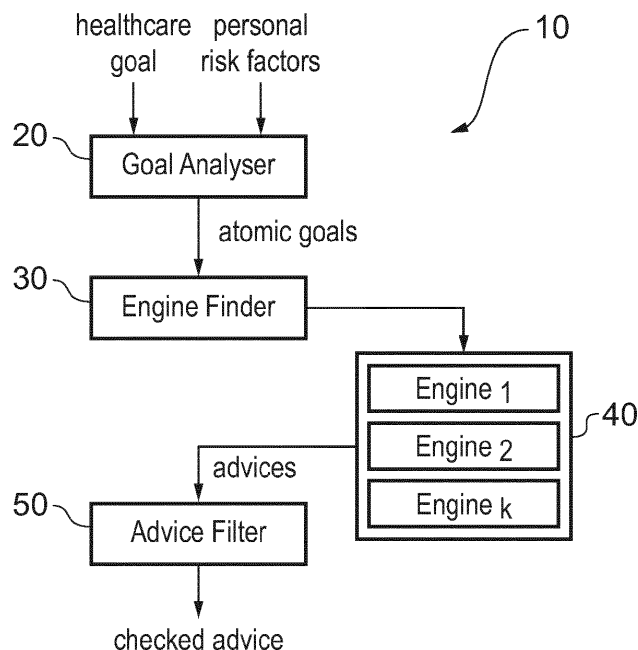 healthcare goal
personal risk factors
10
20
Goal Analyser
atomic goals
30
Engine Finder
Engine 1
Engine 2
Engine k
40
advices
50
Advice Filter
checked advice